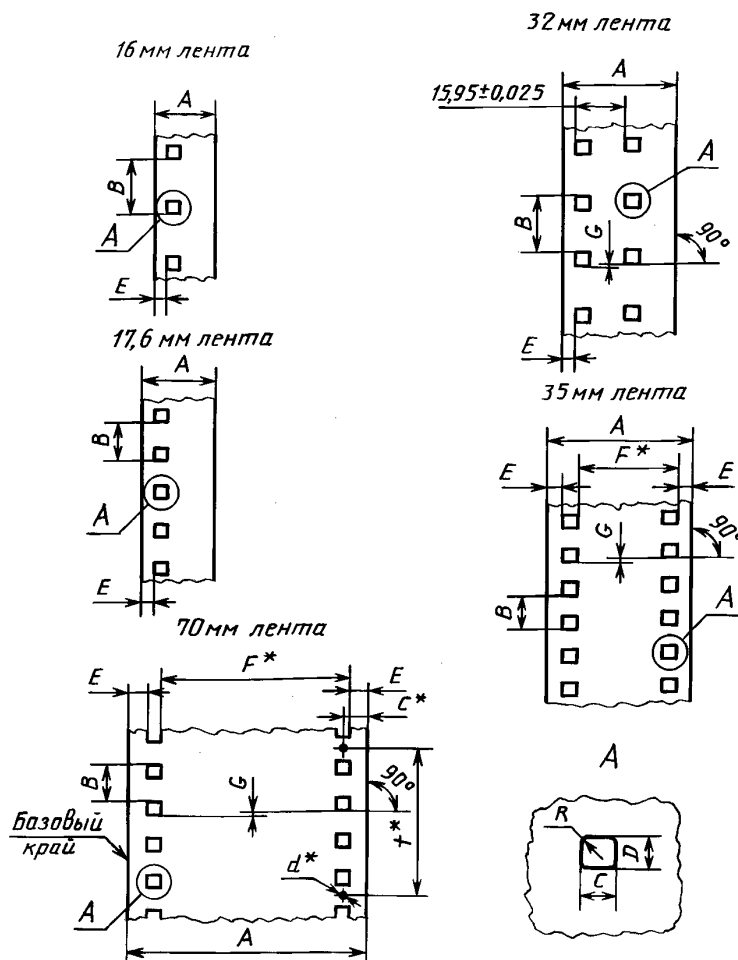 16 мм лента
A
B
A
E
32 мм лента
A
15,95±0,025
A
B
G
90°
E
17,6 мм лента
A
B
A
E
35 мм лента
A
F*
E
E
G
90°
B
A
70 мм лента
F*
E
E
C*
B
G
90°
t*
Базовый
край
d*
A
A
A
R
D
C